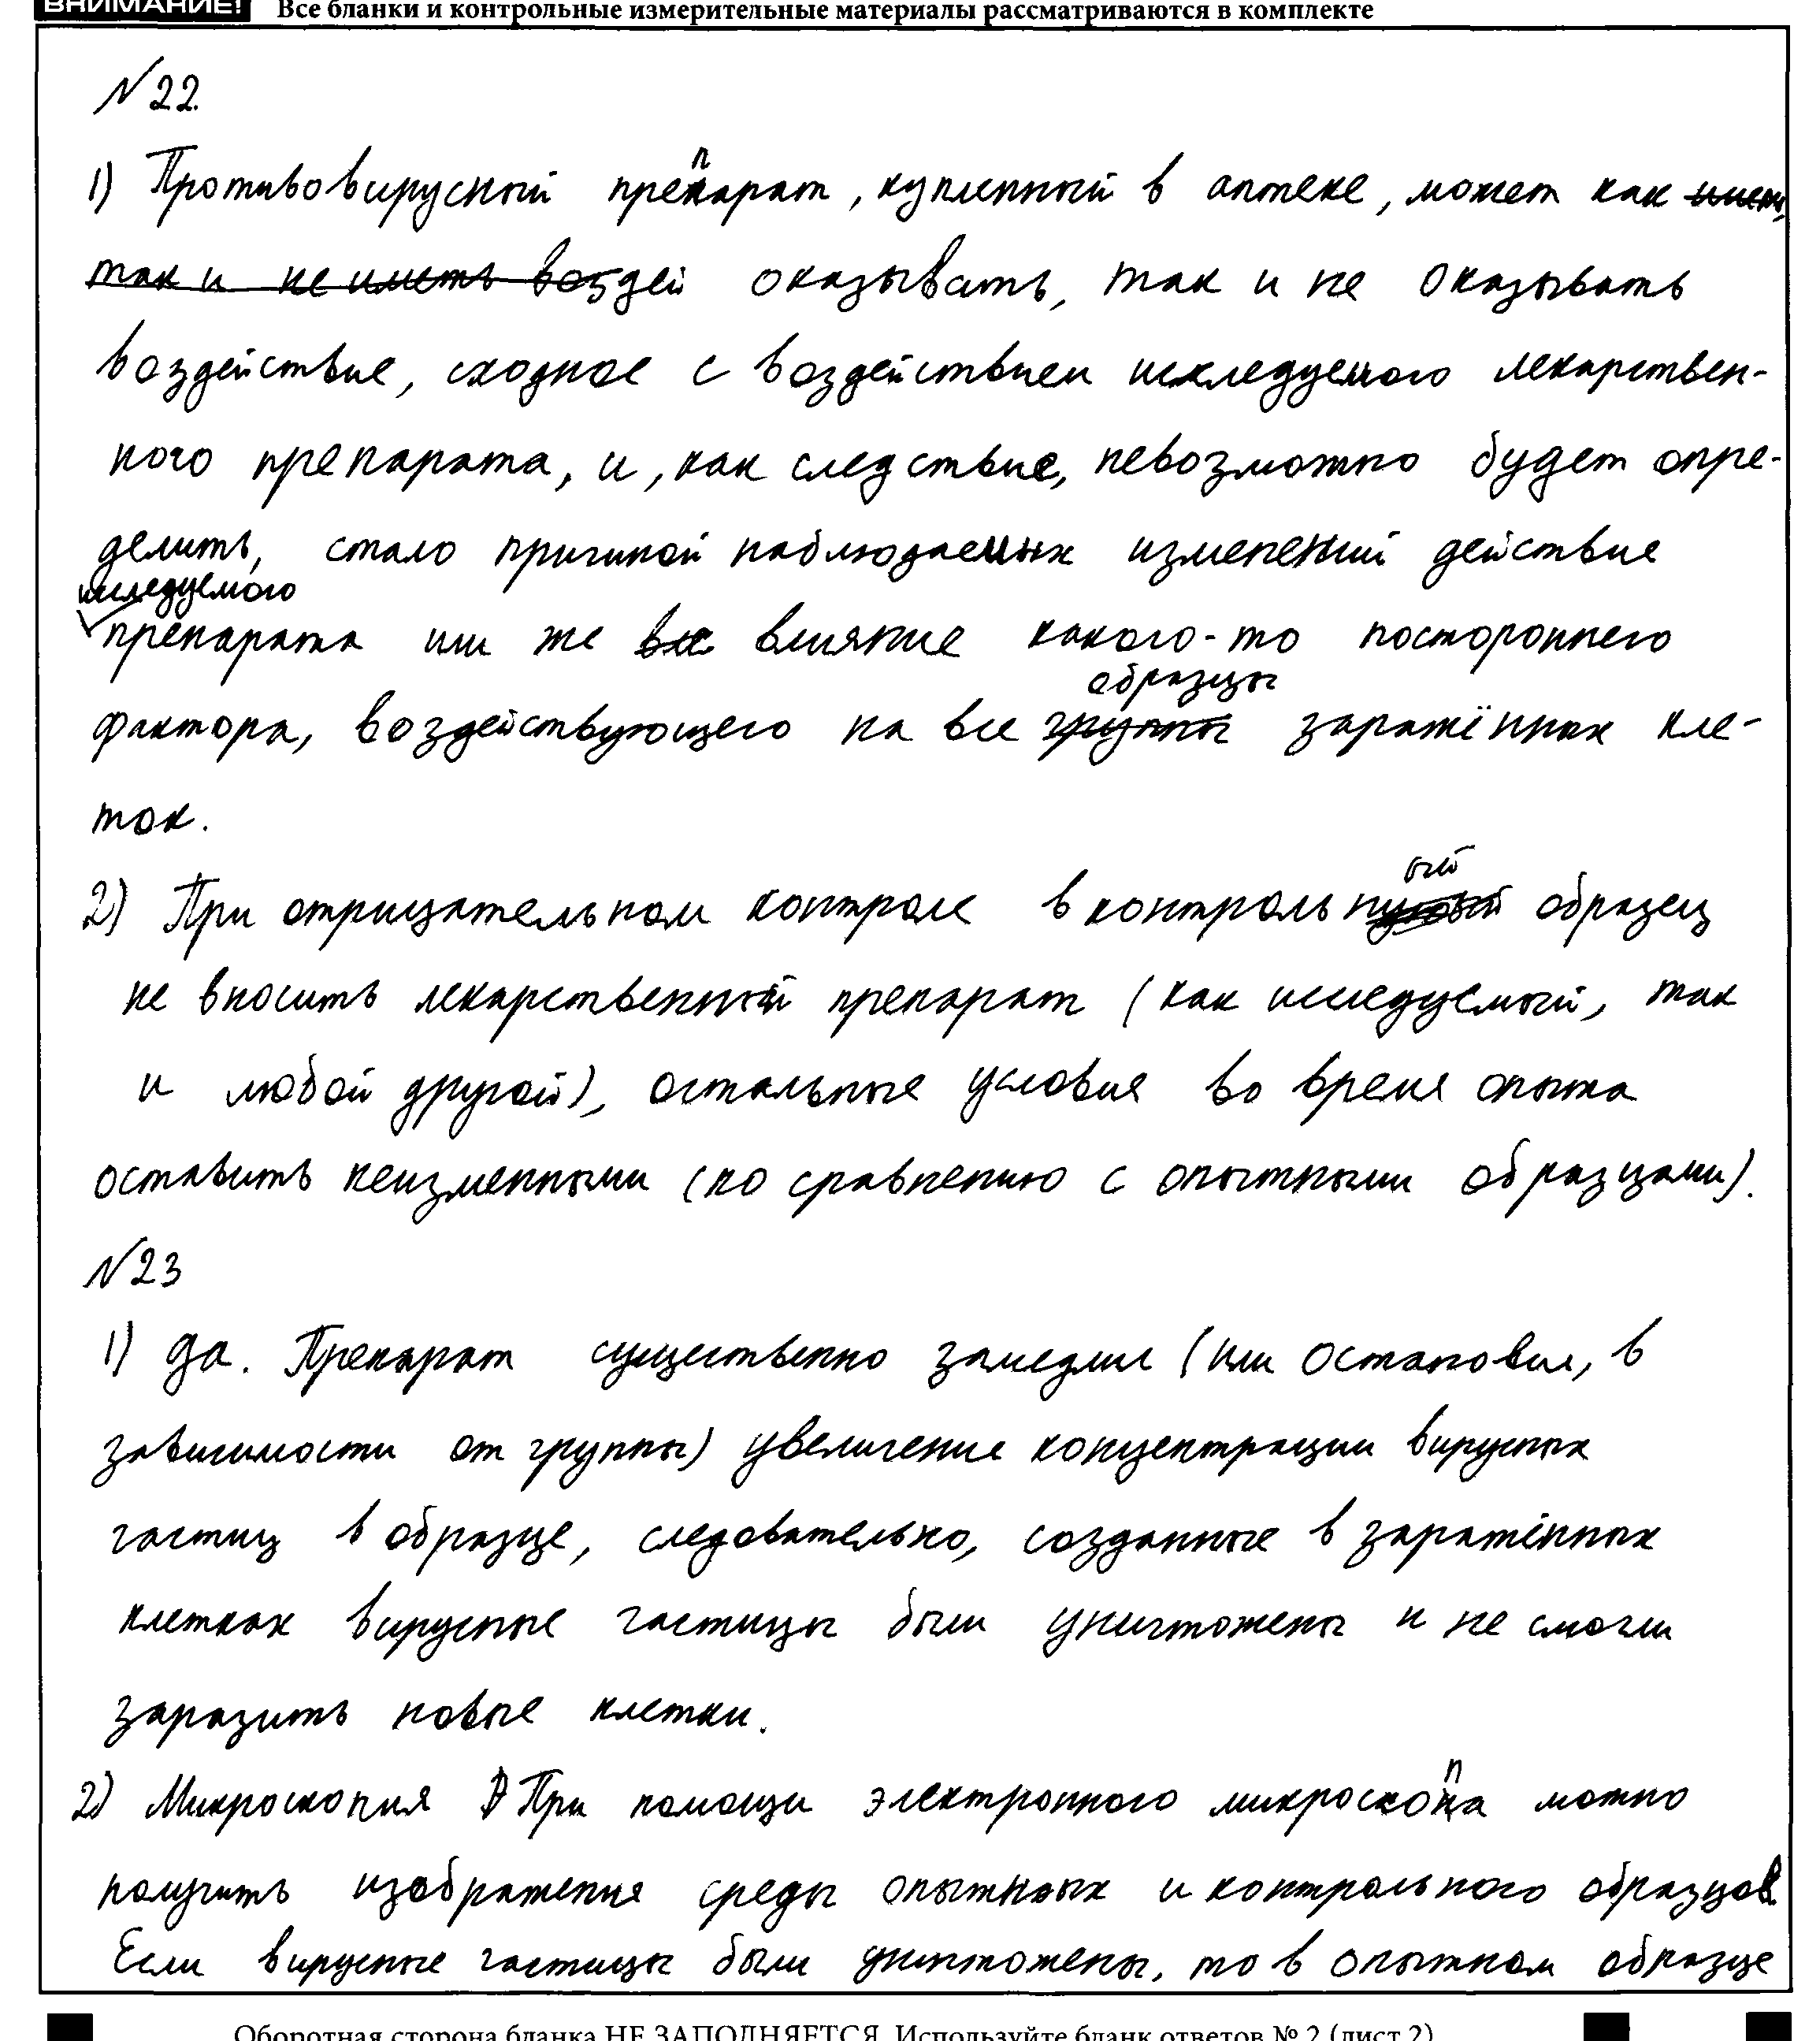 ВНИМАНИЕ! Все бланки и контрольные измерительные материалы рассматриваются в комплекте
№22.
1) Противовирусный препарат, купленный в аптеке, может как иметь,
так и не иметь воздей оказывать, так и не оказывать
воздействие, сходное с воздействием исследуемого лекарствен-
ного препарата, и, как следствие, невозможно будет опре-
делить, стало причиной наблюдаемых изменений действие
исследуемого
препарата или же влияние какого-то постороннего
образцы
фактора, воздействующего на все группы заражённых кле-
ток.
2) При отрицательном контроле в контрольный образец
не вносить лекарственный препарат (как исследуемый, так
и любой другой), остальные условия во время опыта
оставить неизменными (по сравнению с опытными образцами).
№23
1) Да. Препарат существенно замедлил (или остановил, в
зависимости от группы) увеличение концентрации вирусных
частиц в образце, следовательно, созданные в заражённых
клетках вирусные частицы были уничтожены и не смогли
заразить новые клетки.
2) Микроскопия При помощи электронного микроскопа можно
получить изображения среды опытных и контрольного образцов.
Если вирусные частицы были уничтожены, то в опытном образце
Оборотная сторона бланка НЕ ЗАПОЛНЯЕТСЯ. Используйте бланк ответов № 2 (лист 2)